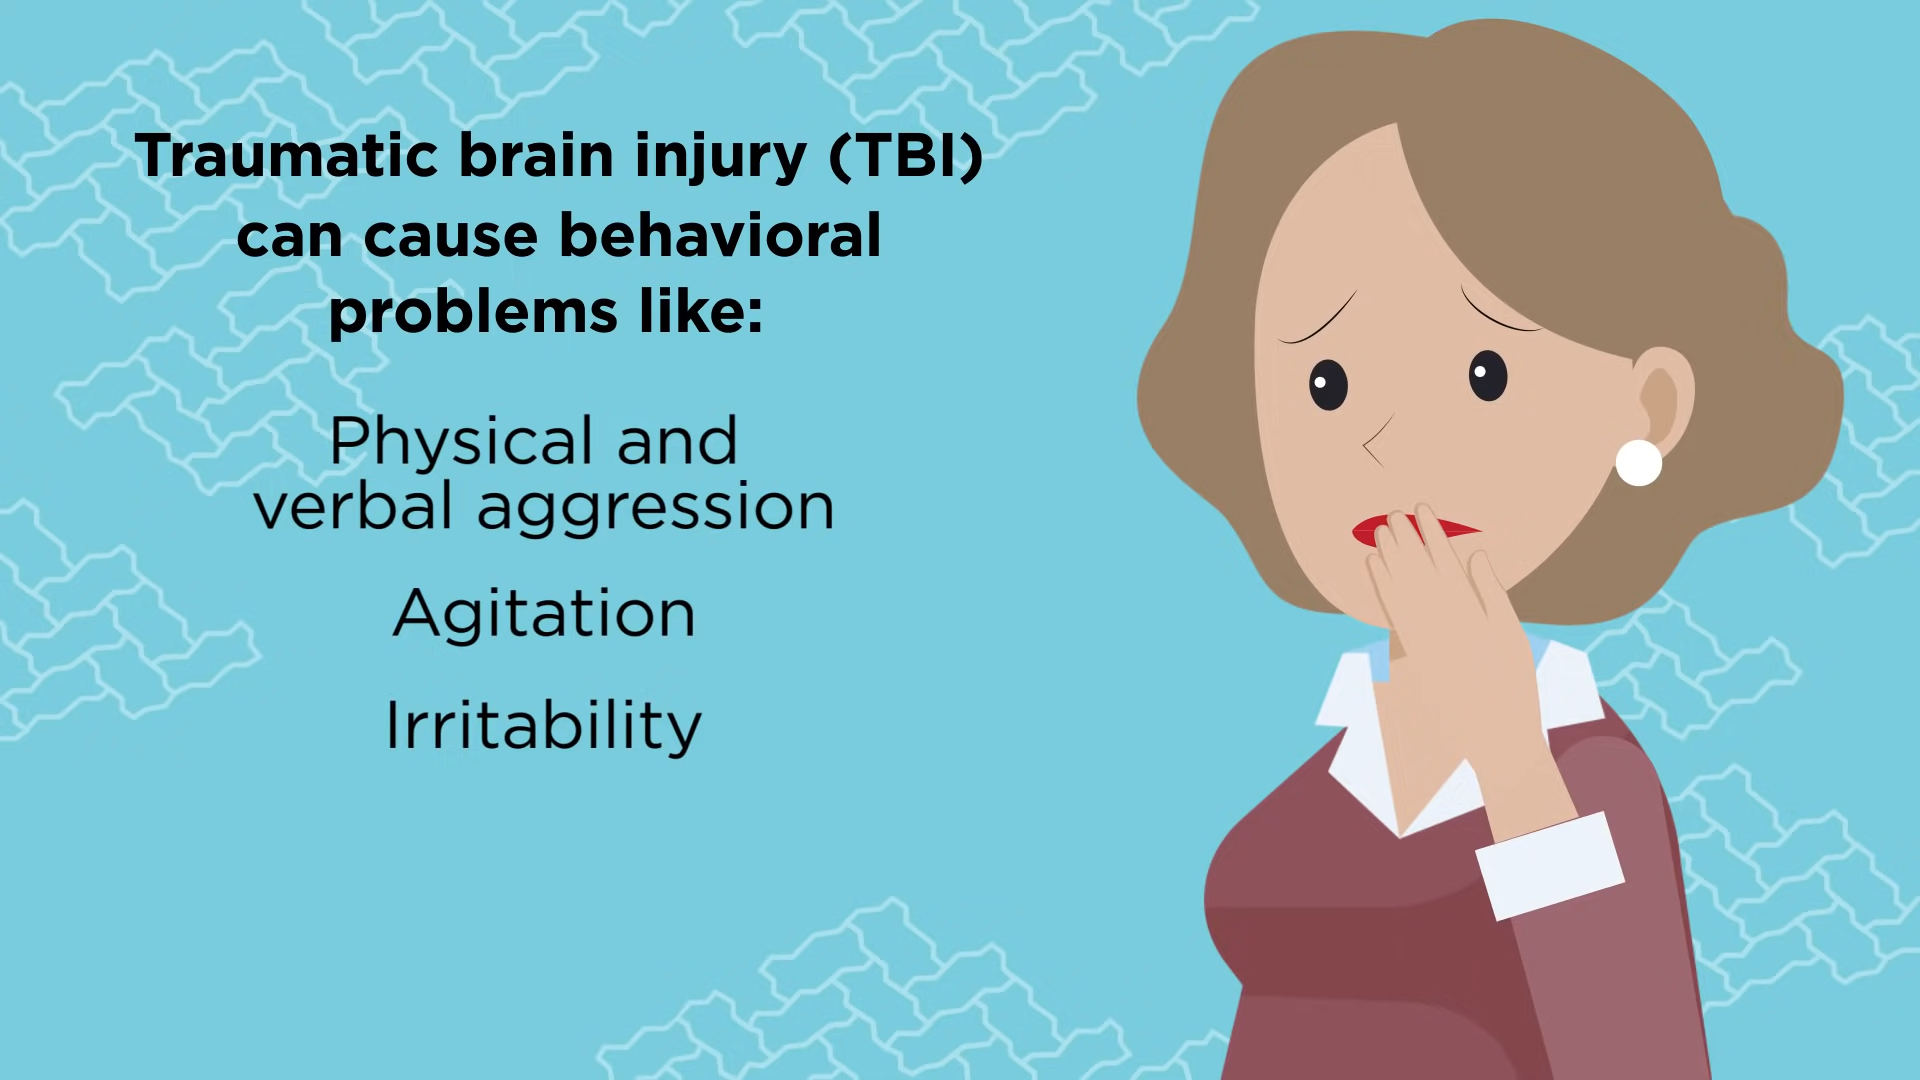 Traumatic brain injury (TBI)
can cause behavioral
problems like:
Physical and
verbal aggression
Agitation
Irritability